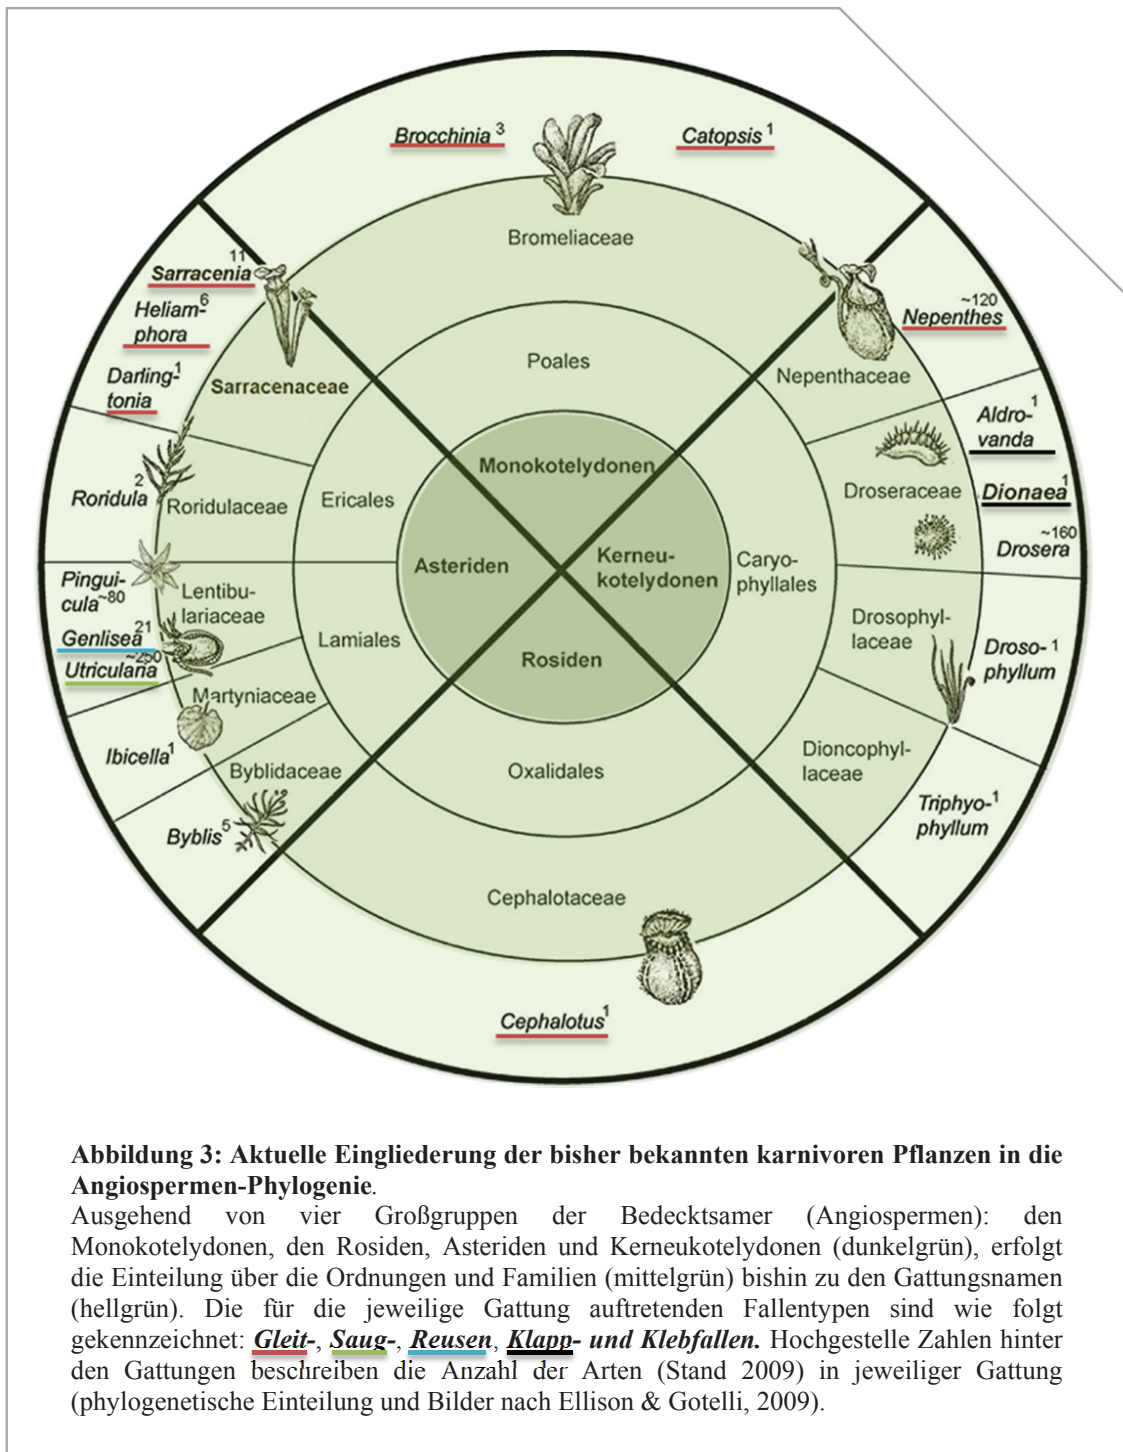 Brocchinia 3
Catopsis 1
Bromeliaceae
Poales
Monokotelydonen
Sarracenia 11
Heliam- 6
phora
Darling- 1
tonia
Sarracenaceae
Roridula 2
Roridulaceae
Ericales
Asteriden
Pingui-
cula ~80
Genlisea 21
Utricularia ~250
Lentibu-
lariaceae
Lamiales
Martyniaceae
Ibicella 1
Byblidaceae
Byblis 5
Nepenthes ~120
Nepenthaceae
Aldro- 1
vanda
Dionaea 1
Drosera ~160
Droseraceae
Kerneu-
kotelydonen
Caryo-
phyllales
Drosophyl-
laceae
Droso- 1
phyllum
Dioncophyl-
laceae
Triphyo- 1
phyllum
Rosiden
Oxalidales
Cephalotaceae
Cephalotus 1
Abbildung 3: Aktuelle Eingliederung der bisher bekannten karnivoren Pflanzen in die
Angiospermen-Phylogenie.
Ausgehend von vier Großgruppen der Bedecktsamer (Angiospermen): den
Monokotelydonen, den Rosiden, Asteriden und Kerneukotelydonen (dunkelgrün), erfolgt
die Einteilung über die Ordnungen und Familien (mittelgrün) bishin zu den Gattungsnamen
(hellgrün). Die für die jeweilige Gattung auftretenden Fallentypen sind wie folgt
gekennzeichnet: Gleit-, Saug-, Reusen, Klapp- und Klebfallen. Hochgestelle Zahlen hinter
den Gattungen beschreiben die Anzahl der Arten (Stand 2009) in jeweiliger Gattung
(phylogenetische Einteilung und Bilder nach Ellison & Gotelli, 2009).